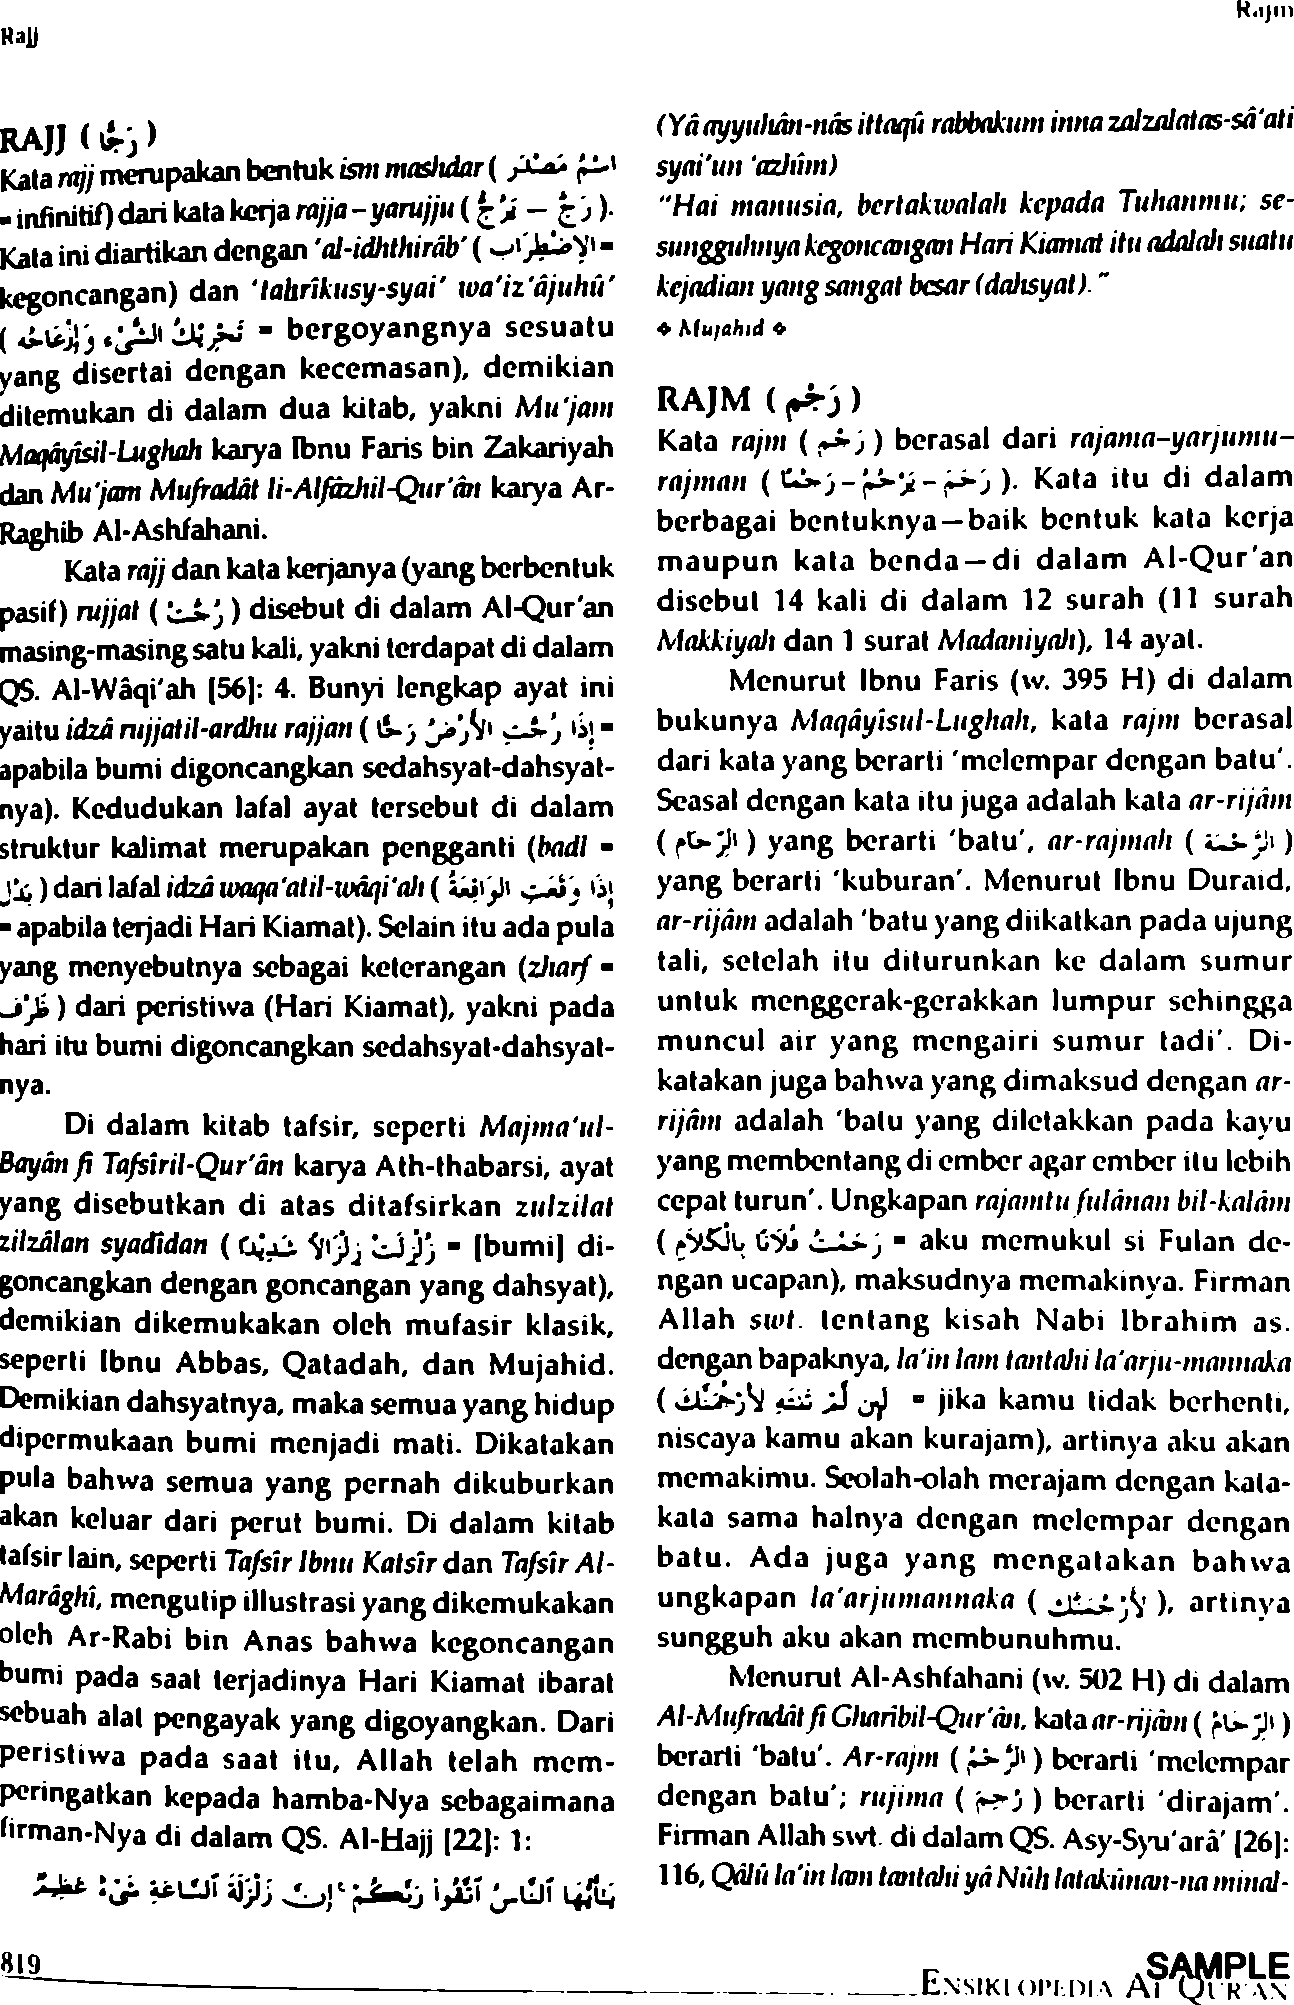 Rajj
Rajm
RAJJ ( رَجًّا )
Kata rajj merupakan bentuk ism mashdar ( اِسْمُ مَصْدَر
= infinitif) dari kata kerja rajja – yarujju ( رَجَّ – يَرُجُّ ).
Kata ini diartikan dengan 'al-idhthirâb' ( الاِضْطِرَاب =
kegoncangan) dan 'tahrîkusy-syai' wa'iz'âjuhû'
( تَحْرِيْكُ الشَّيْءِ وَإِزْعَاجُهُ = bergoyangnya sesuatu
yang disertai dengan kecemasan), demikian
ditemukan di dalam dua kitab, yakni Mu'jam
Maqâyîsil-Lughah karya Ibnu Faris bin Zakariyah
dan Mu'jam Mufradât li-Alfâzhil-Qur'ân karya Ar-
Raghib Al-Ashfahani.
Kata rajj dan kata kerjanya (yang berbentuk
pasif) rujjat ( رُجَّتْ ) disebut di dalam Al-Qur'an
masing-masing satu kali, yakni terdapat di dalam
QS. Al-Wâqi'ah [56]: 4. Bunyi lengkap ayat ini
yaitu idzâ rujjatil-ardhu rajjan ( إِذَا رُجَّتِ الأَرْضُ رَجًّا =
apabila bumi digoncangkan sedahsyat-dahsyat-
nya). Kedudukan lafal ayat tersebut di dalam
struktur kalimat merupakan pengganti (badl =
بَدْل ) dari lafal idzâ waqa'atil-wâqi'ah ( إِذَا وَقَعَتِ الوَاقِعَةُ
= apabila terjadi Hari Kiamat). Selain itu ada pula
yang menyebutnya sebagai keterangan (zharf =
ظَرْف ) dari peristiwa (Hari Kiamat), yakni pada
hari itu bumi digoncangkan sedahsyat-dahsyat-
nya.
Di dalam kitab tafsir, seperti Majma'ul-
Bayân fi Tafsîril-Qur'ân karya Ath-thabarsi, ayat
yang disebutkan di atas ditafsirkan zulzilat
zilzâlan syadîdan ( زُلْزِلَتْ زِلْزَالاً شَدِيْدًا = [bumi] di-
goncangkan dengan goncangan yang dahsyat),
demikian dikemukakan oleh mufasir klasik,
seperti Ibnu Abbas, Qatadah, dan Mujahid.
Demikian dahsyatnya, maka semua yang hidup
dipermukaan bumi menjadi mati. Dikatakan
pula bahwa semua yang pernah dikuburkan
akan keluar dari perut bumi. Di dalam kitab
tafsir lain, seperti Tafsîr Ibnu Katsîr dan Tafsîr Al-
Marâghî, mengutip illustrasi yang dikemukakan
oleh Ar-Rabi bin Anas bahwa kegoncangan
bumi pada saat terjadinya Hari Kiamat ibarat
sebuah alat pengayak yang digoyangkan. Dari
peristiwa pada saat itu, Allah telah mem-
peringatkan kepada hamba-Nya sebagaimana
firman-Nya di dalam QS. Al-Hajj [22]: 1:
يَـٰأَيُّهَا النَّاسُ اتَّقُوا رَبَّكُمْ ۚ إِنَّ زَلْزَلَةَ السَّاعَةِ شَيْءٌ عَظِيمٌ
(Yâ ayyuhân-nâs ittaqû rabbakum inna zalzalatas-sâ'ati
syai'un 'azhîm)
"Hai manusia, bertakwalah kepada Tuhanmu; se-
sungguhnya kegoncangan Hari Kiamat itu adalah suatu
kejadian yang sangat besar (dahsyat)."
❖ Mujahid ❖
RAJM ( رَجْم )
Kata rajm ( رَجْم ) berasal dari rajama–yarjumu–
rajman ( رَجَمَ-يَرْجُمُ-رَجْمًا ). Kata itu di dalam
berbagai bentuknya—baik bentuk kata kerja
maupun kata benda—di dalam Al-Qur'an
disebut 14 kali di dalam 12 surah (11 surah
Makkiyah dan 1 surat Madaniyah), 14 ayat.
Menurut Ibnu Faris (w. 395 H) di dalam
bukunya Maqâyîsul-Lughah, kata rajm berasal
dari kata yang berarti 'melempar dengan batu'.
Seasal dengan kata itu juga adalah kata ar-rijâm
( الرِّجَام ) yang berarti 'batu', ar-rajmah ( الرَّجْمَة )
yang berarti 'kuburan'. Menurut Ibnu Duraid,
ar-rijâm adalah 'batu yang diikatkan pada ujung
tali, setelah itu diturunkan ke dalam sumur
untuk menggerak-gerakkan lumpur sehingga
muncul air yang mengairi sumur tadi'. Di-
katakan juga bahwa yang dimaksud dengan ar-
rijâm adalah 'batu yang diletakkan pada kayu
yang membentang di ember agar ember itu lebih
cepat turun'. Ungkapan rajamtu fulânan bil-kalâm
( رَجَمْتُ فُلاَنًا بِالْكَلاَمِ = aku memukul si Fulan de-
ngan ucapan), maksudnya memakinya. Firman
Allah swt. tentang kisah Nabi Ibrahim as.
dengan bapaknya, la'in lam tantahi la'arju-mannaka
( لَئِن لَّمْ تَنتَهِ لَأَرْجُمَنَّكَ = jika kamu tidak berhenti,
niscaya kamu akan kurajam), artinya aku akan
memakimu. Seolah-olah merajam dengan kata-
kata sama halnya dengan melempar dengan
batu. Ada juga yang mengatakan bahwa
ungkapan la'arjumannaka ( لَأَرْجُمَنَّكَ ), artinya
sungguh aku akan membunuhmu.
Menurut Al-Ashfahani (w. 502 H) di dalam
Al-Mufradât fi Gharîbil-Qur'ân, kata ar-rijâm ( الرِّجَامُ )
berarti 'batu'. Ar-rajm ( الرَّجْمُ ) berarti 'melempar
dengan batu'; rujima ( رُجِمَ ) berarti 'dirajam'.
Firman Allah swt. di dalam QS. Asy-Syu'arâ' [26]:
116, Qâlû la'in lam tantahi yâ Nûh latakûnan-na minal-
819
SAMPLE
ENSIKLOPEDIA AL-QUR'AN